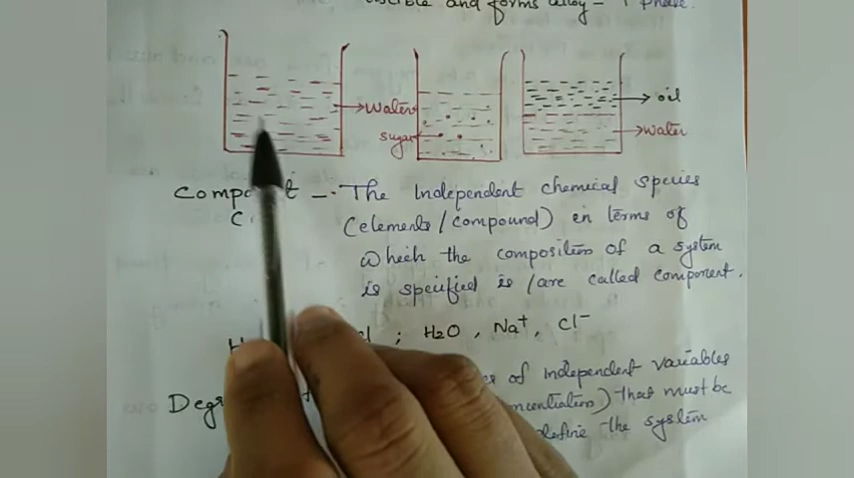 and forms alloy - 1 Phase.
Water
sugar
oil
water
Component - The Independent chemical species
(elements/compound) in terms of
which the composition of a system
is specified is/are called component.
; H2O, Na+, Cl-
of independent variables
that must be
define the system